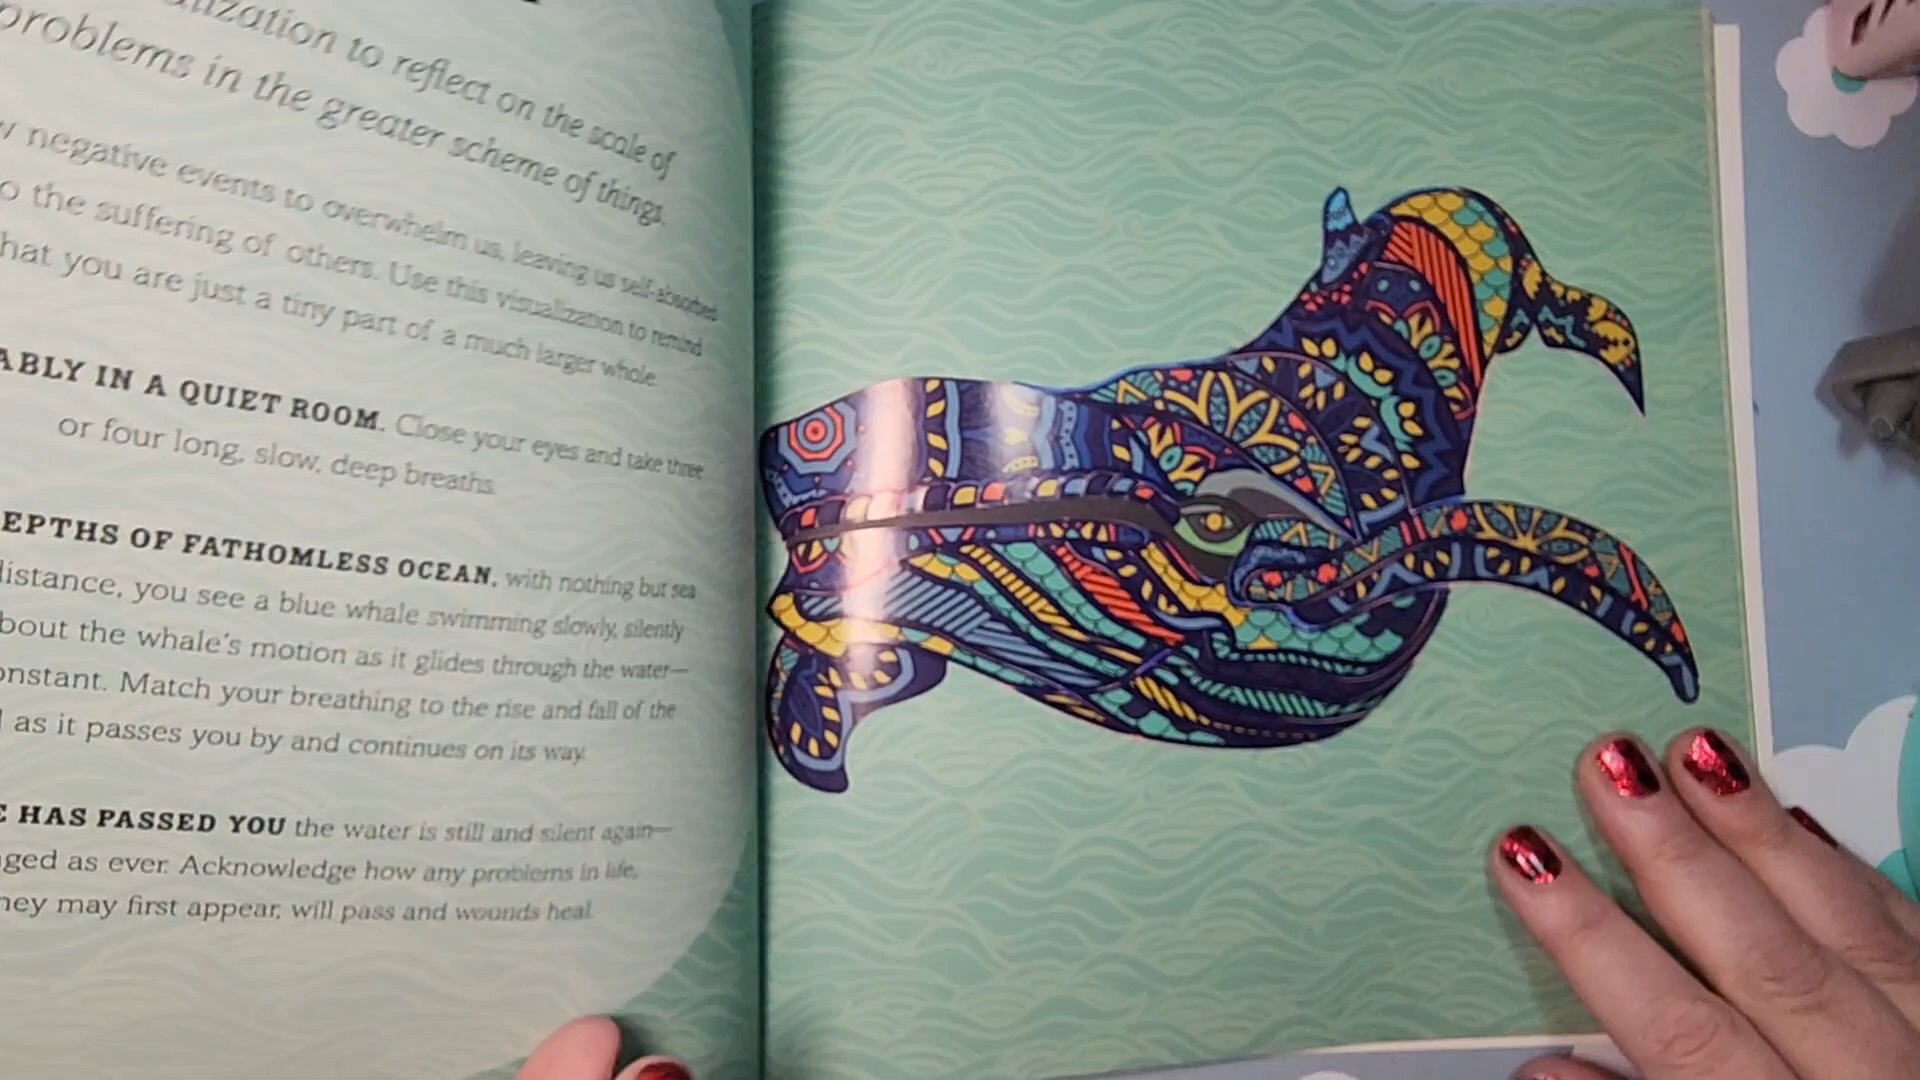 lization to reflect on the scale of
problems in the greater scheme of things.
negative events to overwhelm us, leaving us self-absorbed
o the suffering of others. Use this visualization to remind
hat you are just a tiny part of a much larger whole.
ABLY IN A QUIET ROOM. Close your eyes and take three
or four long, slow, deep breaths.
EPTHS OF FATHOMLESS OCEAN, with nothing but sea
distance, you see a blue whale swimming slowly, silently
bout the whale's motion as it glides through the water—
onstant. Match your breathing to the rise and fall of the
as it passes you by and continues on its way.
E HAS PASSED YOU the water is still and silent again—
ged as ever. Acknowledge how any problems in life,
hey may first appear, will pass and wounds heal.